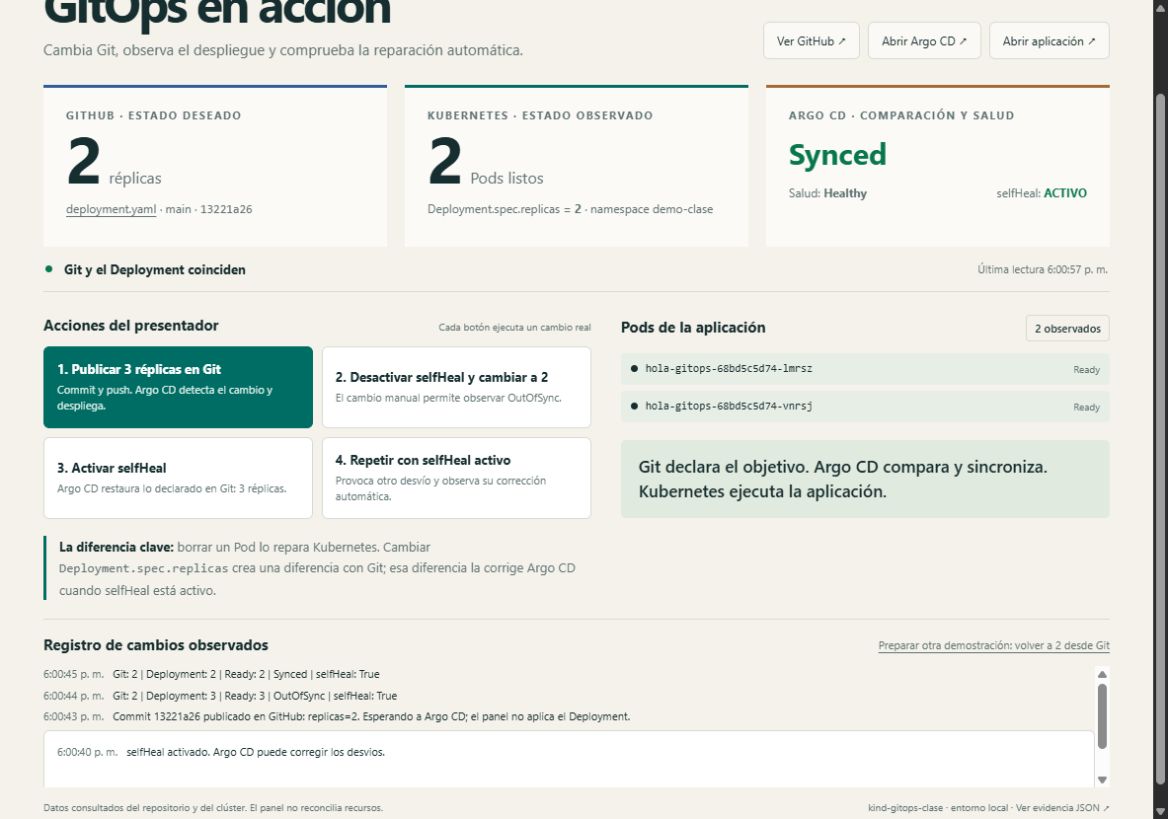 GitOps en acción
Cambia Git, observa el despliegue y comprueba la reparación automática.
Ver GitHub ↗
Abrir Argo CD ↗
Abrir aplicación ↗
GITHUB · ESTADO DESEADO
2 réplicas
deployment.yaml · main · 13221a26
KUBERNETES · ESTADO OBSERVADO
2 Pods listos
Deployment.spec.replicas = 2 · namespace demo-clase
ARGO CD · COMPARACIÓN Y SALUD
Synced
Salud: Healthy
selfHeal: ACTIVO
Git y el Deployment coinciden
Última lectura 6:00:57 p. m.
Acciones del presentador
Cada botón ejecuta un cambio real
1. Publicar 3 réplicas en Git
Commit y push. Argo CD detecta el cambio y
despliega.
2. Desactivar selfHeal y cambiar a 2
El cambio manual permite observar OutOfSync.
3. Activar selfHeal
Argo CD restaura lo declarado en Git: 3 réplicas.
4. Repetir con selfHeal activo
Provoca otro desvío y observa su corrección
automática.
La diferencia clave: borrar un Pod lo repara Kubernetes. Cambiar
Deployment.spec.replicas crea una diferencia con Git; esa diferencia la corrige Argo CD
cuando selfHeal está activo.
Pods de la aplicación
2 observados
hola-gitops-68bd5c5d74-lmrsz
Ready
hola-gitops-68bd5c5d74-vnrsj
Ready
Git declara el objetivo. Argo CD compara y sincroniza.
Kubernetes ejecuta la aplicación.
Registro de cambios observados
Preparar otra demostración: volver a 2 desde Git
6:00:45 p. m. Git: 2 | Deployment: 2 | Ready: 2 | Synced | selfHeal: True
6:00:44 p. m. Git: 2 | Deployment: 3 | Ready: 3 | OutOfSync | selfHeal: True
6:00:43 p. m. Commit 13221a26 publicado en GitHub: replicas=2. Esperando a Argo CD; el panel no aplica el Deployment.
6:00:40 p. m. selfHeal activado. Argo CD puede corregir los desvíos.
Datos consultados del repositorio y del clúster. El panel no reconcilia recursos.
kind-gitops-clase · entorno local · Ver evidencia JSON ↗